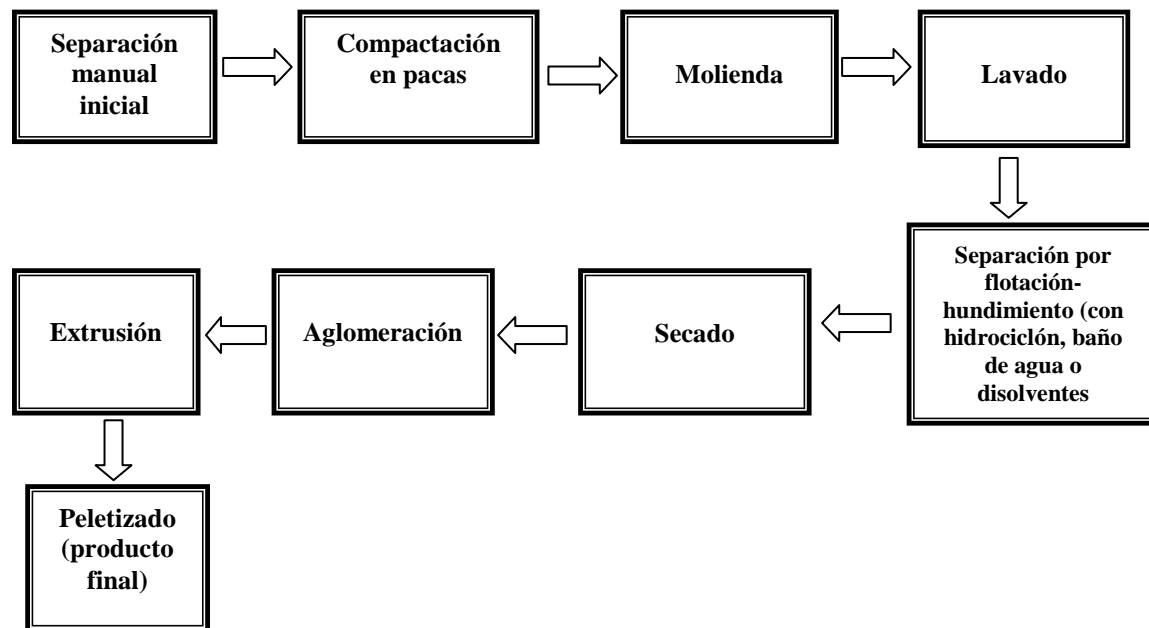 Separación
manual
inicial
Compactación
en pacas
Molienda
Lavado
Separación por
flotación-
hundimiento (con
hidrociclón, baño
de agua o
disolventes
Secado
Aglomeración
Extrusión
Peletizado
(producto
final)